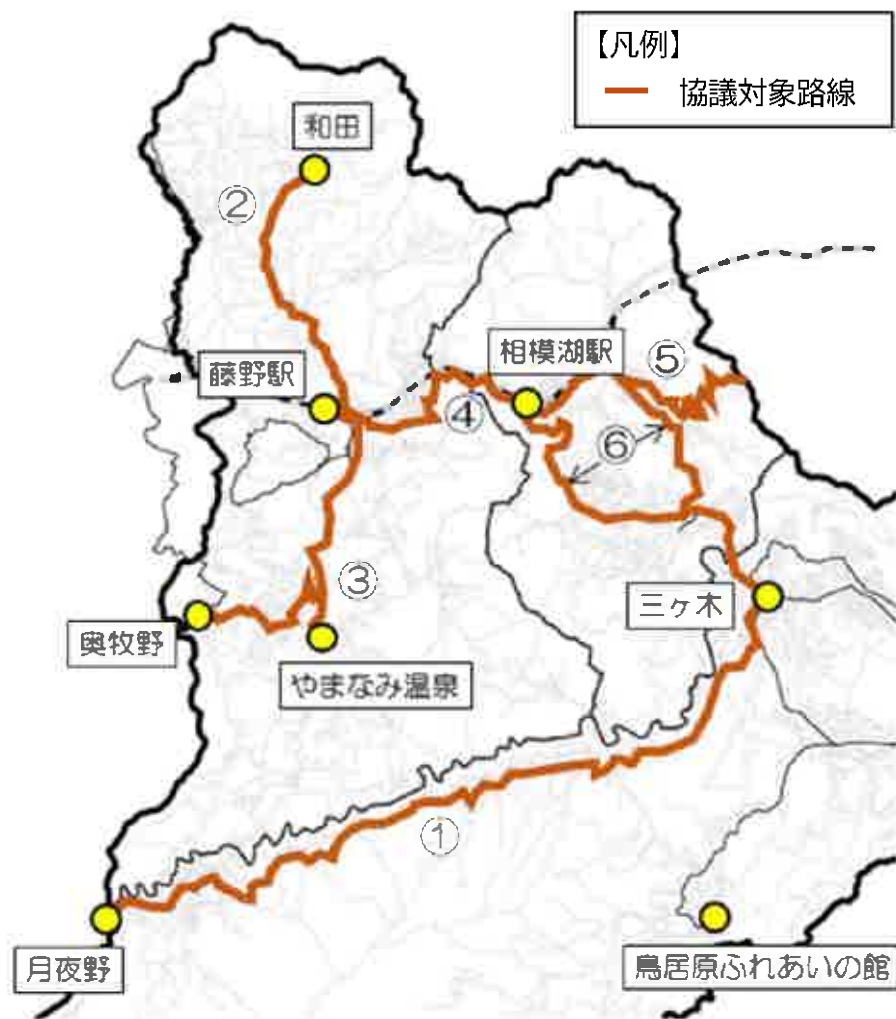 【凡例】
協議対象路線
和田
②
相模湖駅
⑤
藤野駅
④
⑥
③
三ヶ木
奥牧野
やまなみ温泉
①
月夜野
鳥居原ふれあいの館